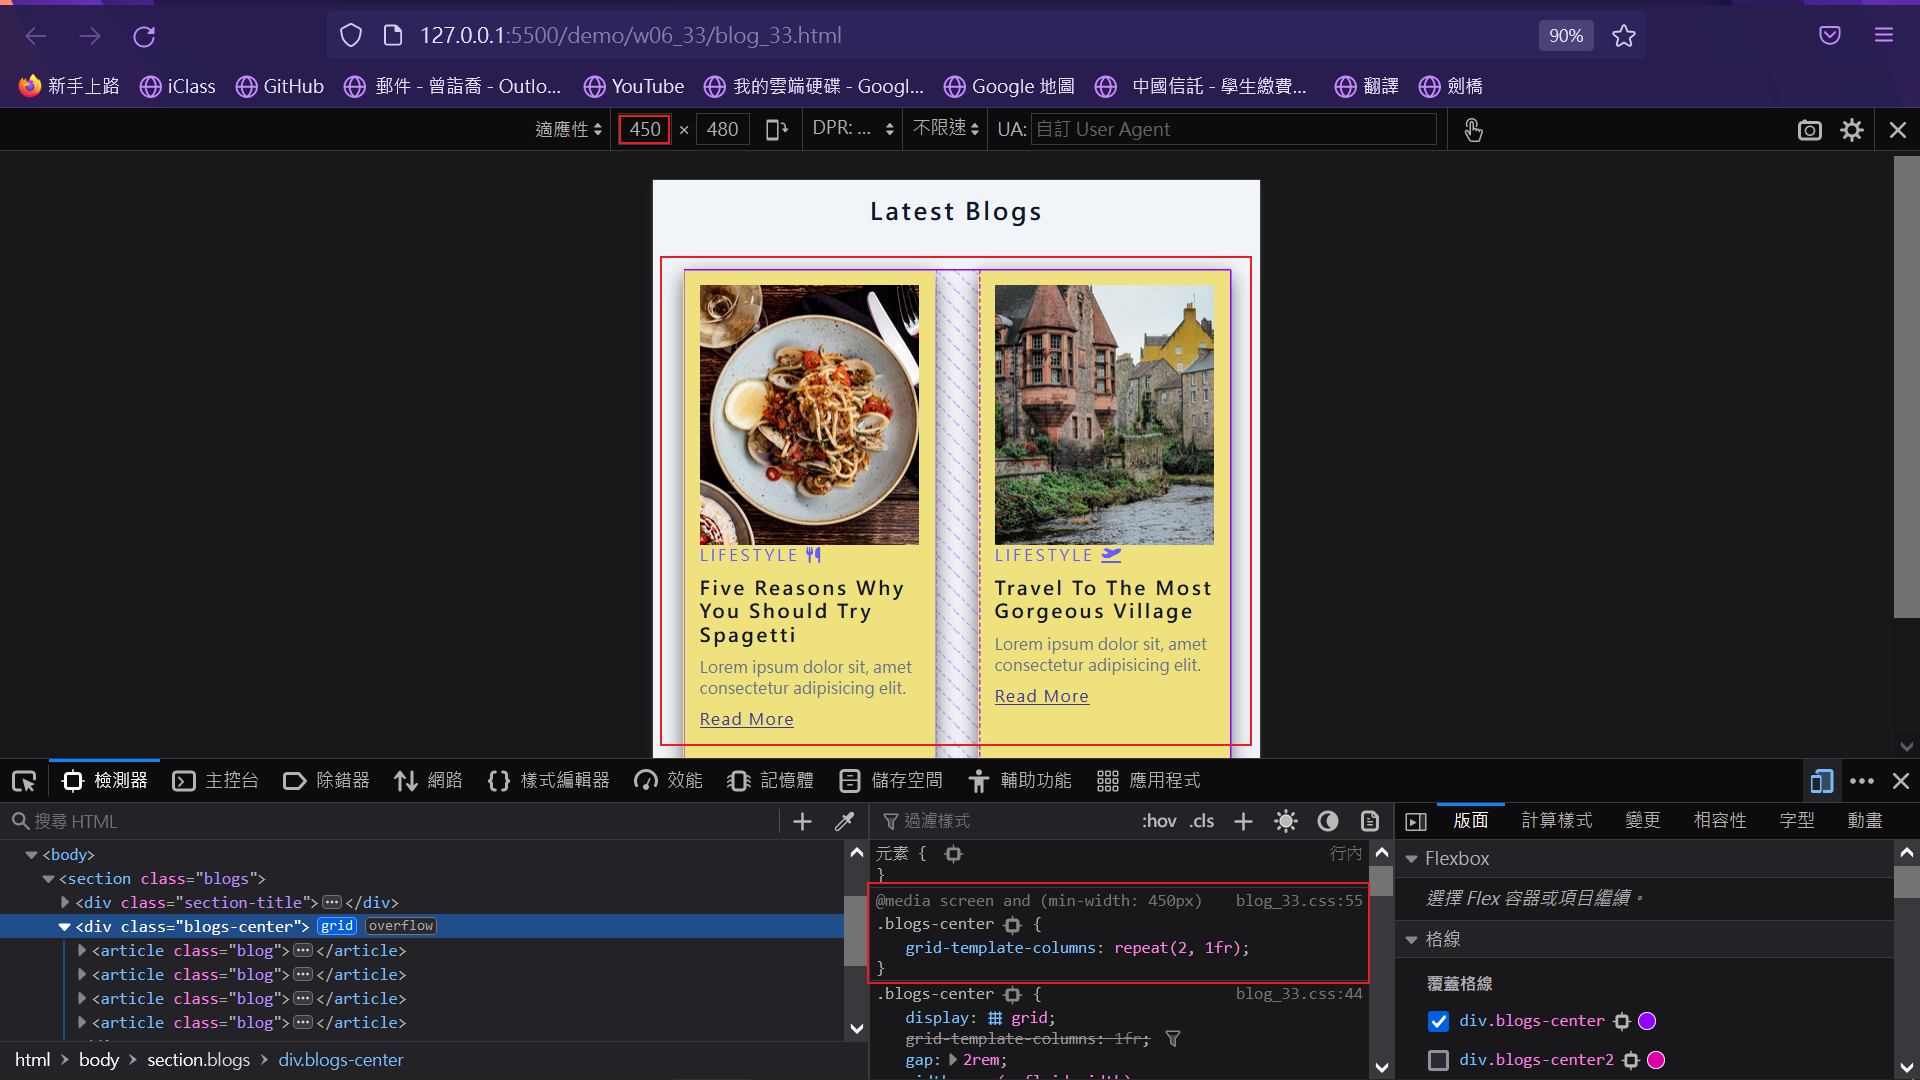 127.0.0.1:5500/demo/w06_33/blog_33.html
90%
新手上路
iClass
GitHub
郵件 - 曾詣喬 - Outlo...
YouTube
我的雲端硬碟 - Googl...
Google 地圖
中國信託 - 學生繳費...
翻譯
劍橋
適應性
450 × 480
DPR: ...
不限速
UA: 自訂 User Agent
Latest Blogs
LIFESTYLE
Five Reasons Why
You Should Try
Spagetti
Lorem ipsum dolor sit, amet
consectetur adipisicing elit.
Read More
LIFESTYLE
Travel To The Most
Gorgeous Village
Lorem ipsum dolor sit, amet
consectetur adipisicing elit.
Read More
檢測器
主控台
除錯器
網路
樣式編輯器
效能
記憶體
儲存空間
輔助功能
應用程式
搜尋 HTML
<body>
<section class="blogs">
<div class="section-title"></div>
<div class="blogs-center"> grid overflow
<article class="blog"></article>
<article class="blog"></article>
<article class="blog"></article>
<article class="blog"></article>
html > body > section.blogs > div.blogs-center
過濾樣式
:hov .cls
元素 { 行內
}
@media screen and (min-width: 450px) blog_33.css:55
.blogs-center {
grid-template-columns: repeat(2, 1fr);
}
.blogs-center { blog_33.css:44
display: grid;
grid-template-columns: 1fr;
gap: 2rem;
版面
計算樣式
變更
相容性
字型
動畫
Flexbox
選擇 Flex 容器或項目繼續。
格線
覆蓋格線
div.blogs-center
div.blogs-center2